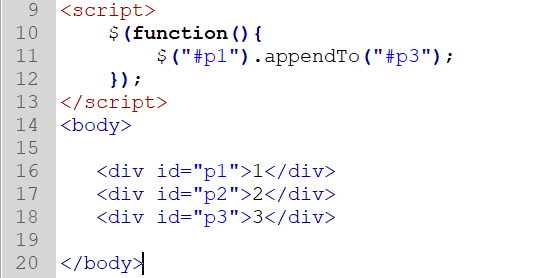 9 <script>
10 $(function(){
11 $("#p1").appendTo("#p3");
12 });
13 </script>
14 <body>
15
16 <div id="p1">1</div>
17 <div id="p2">2</div>
18 <div id="p3">3</div>
19
20 </body>